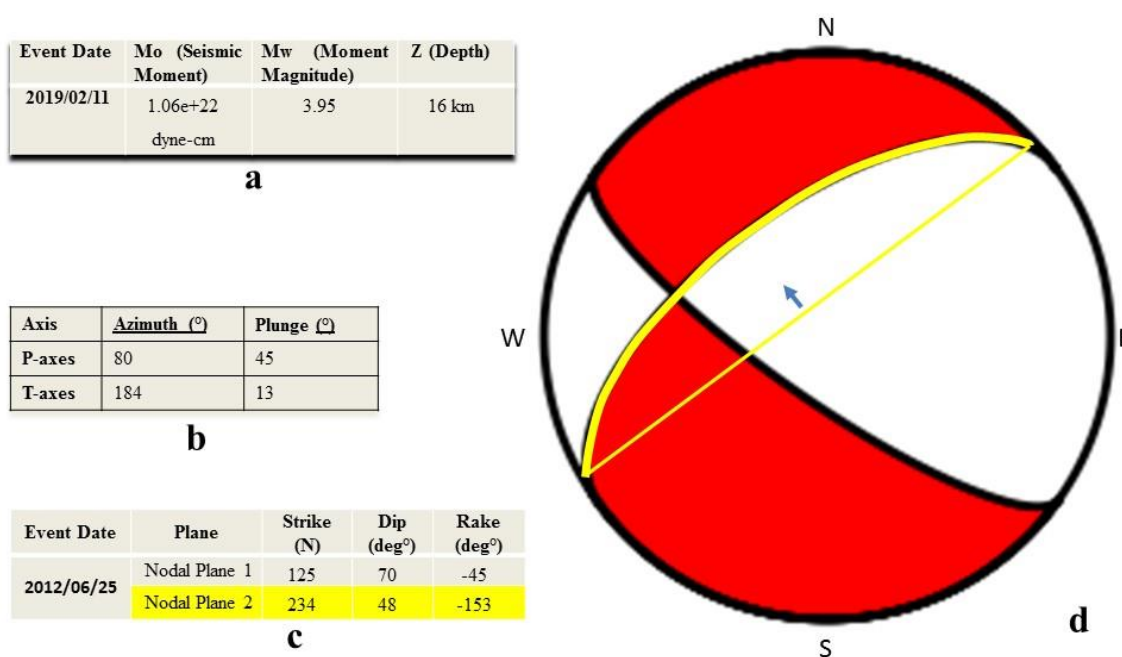 Event Date Mo (Seismic Moment) Mw (Moment Magnitude) Z (Depth)
2019/02/11 1.06e+22 dyne-cm 3.95 16 km
a
Axis Azimuth (°) Plunge (°)
P-axes 80 45
T-axes 184 13
b
Event Date Plane Strike (N) Dip (deg°) Rake (deg°)
2012/06/25 Nodal Plane 1 125 70 -45
Nodal Plane 2 234 48 -153
c
N
W
S
d